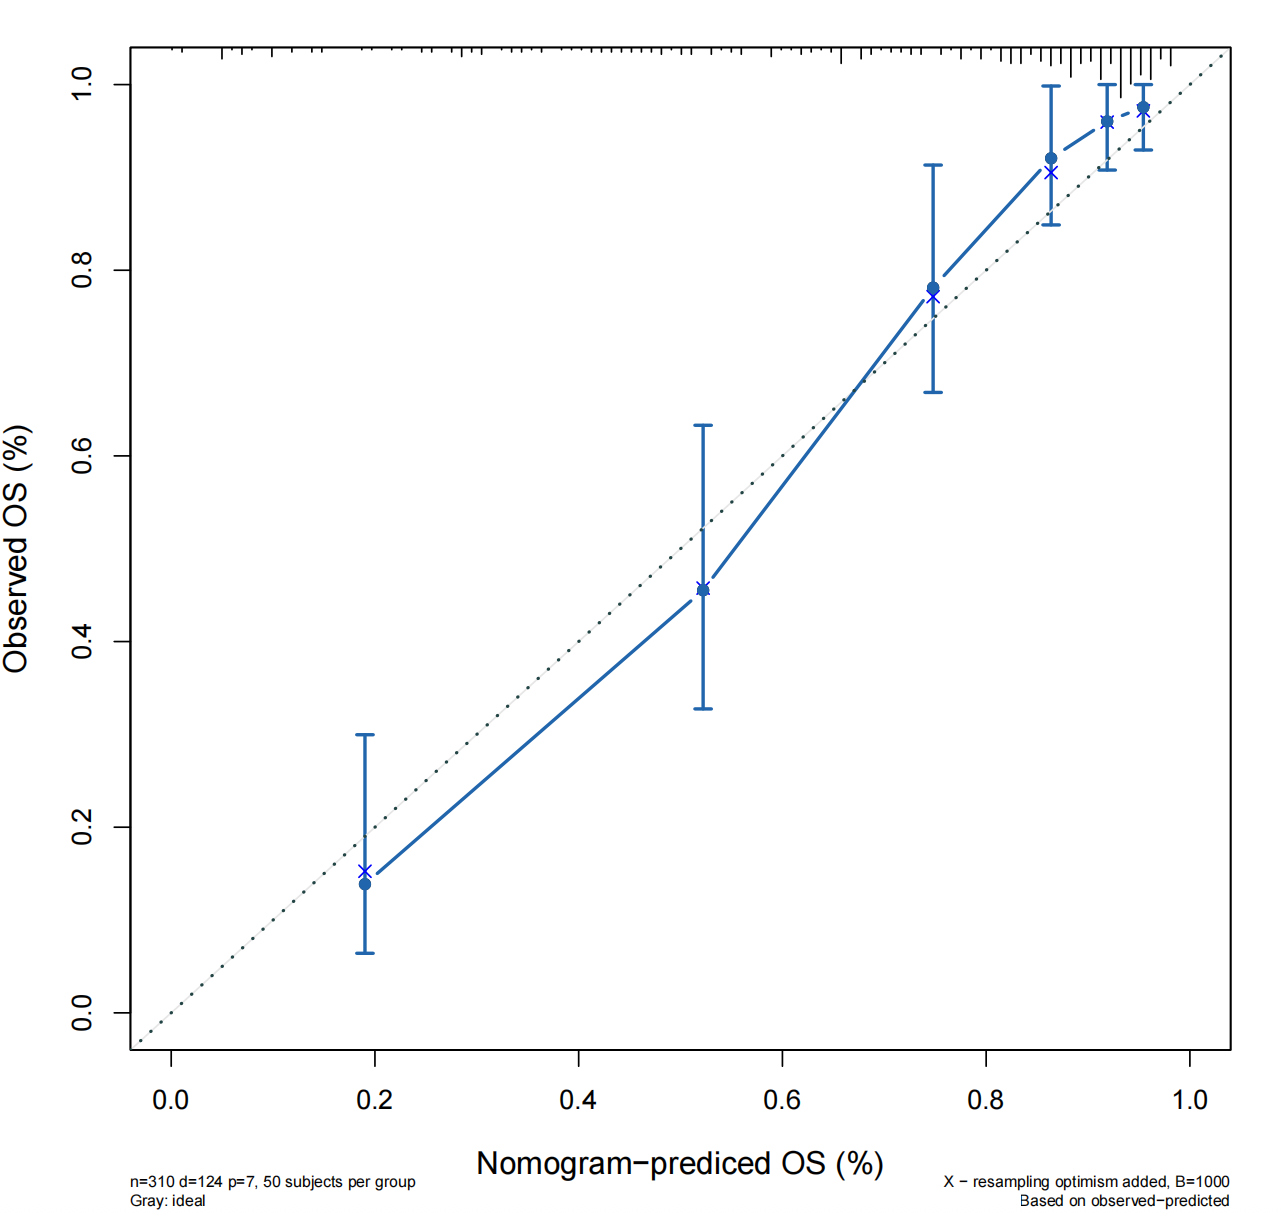 Observed OS (%)
1.0
0.8
0.6
0.4
0.2
0.0
0.0 0.2 0.4 0.6 0.8 1.0
Nomogram−prediced OS (%)
n=310 d=124 p=7, 50 subjects per group
Gray: ideal
X − resampling optimism added, B=1000
Based on observed−predicted